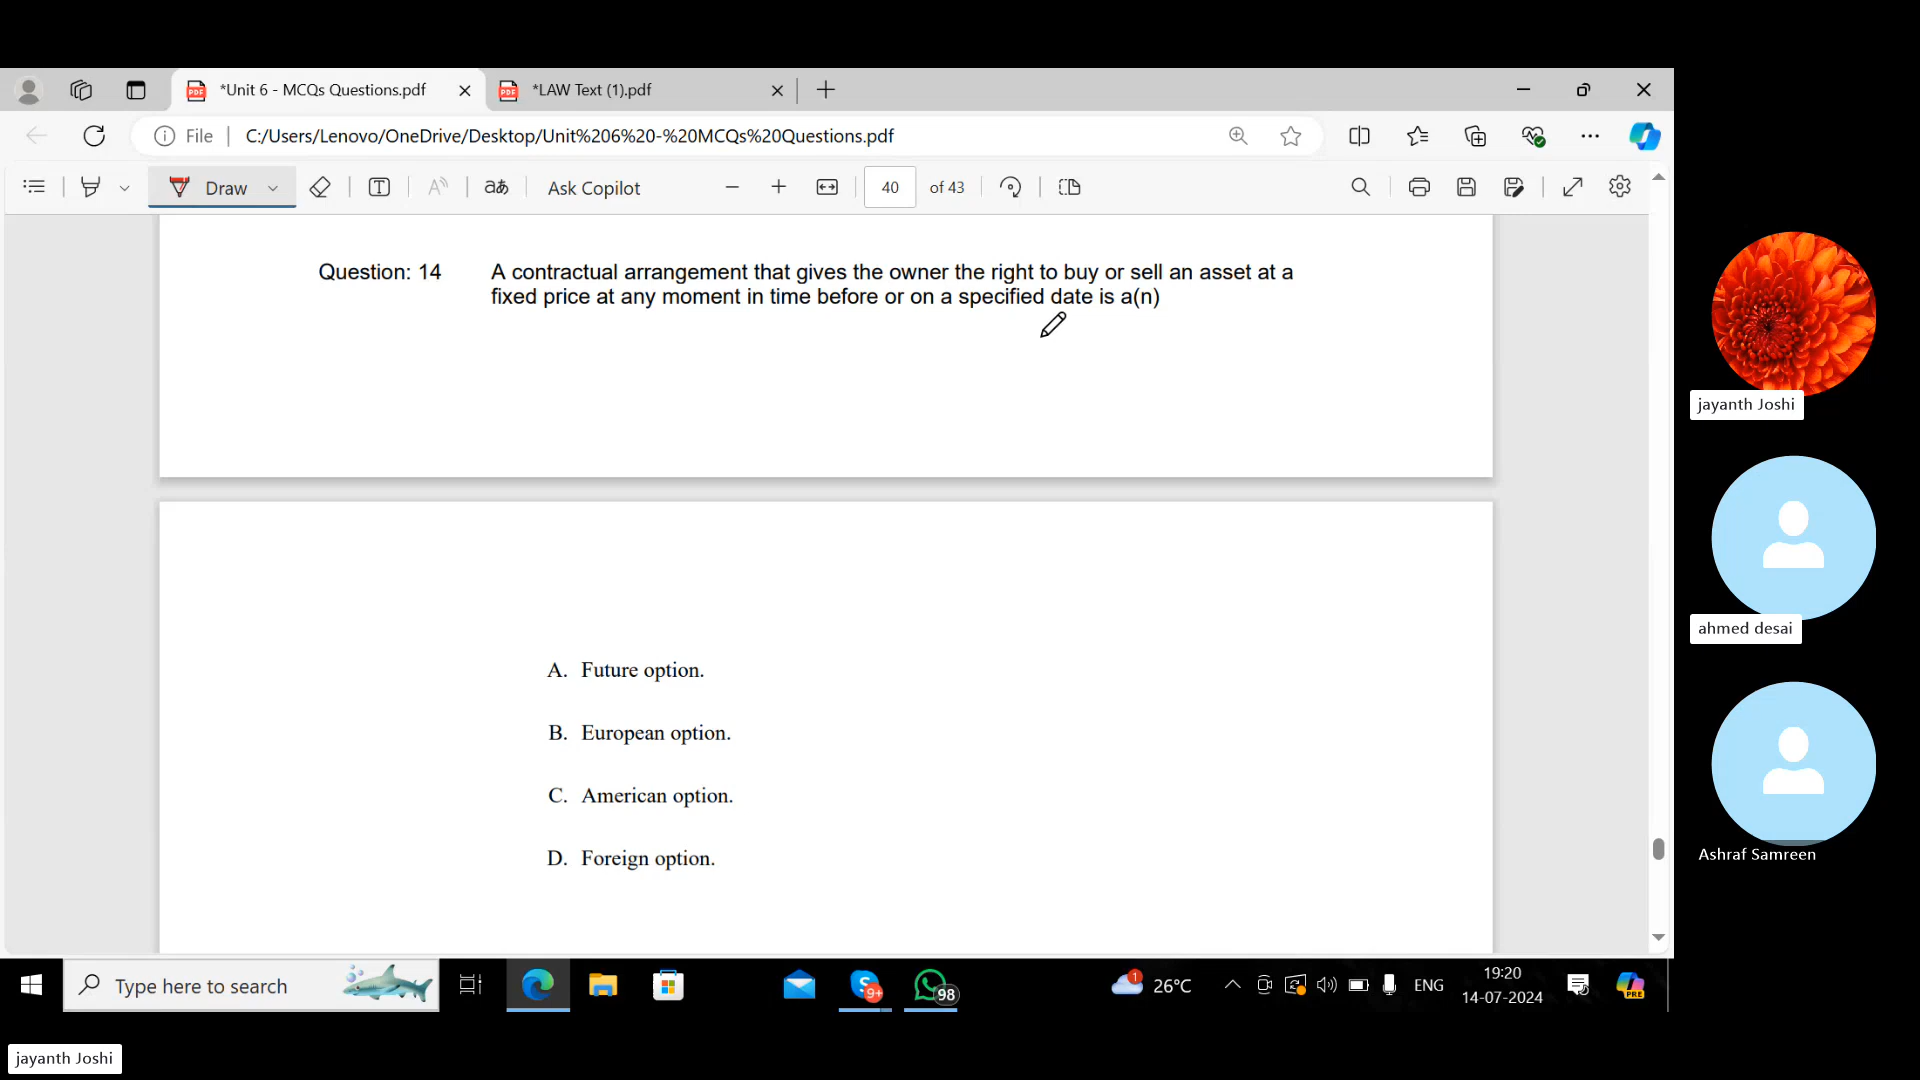 *Unit 6 - MCQs Questions.pdf
*LAW Text (1).pdf
File
C:/Users/Lenovo/OneDrive/Desktop/Unit%206%20-%20MCQs%20Questions.pdf
Draw
Ask Copilot
40
of 43
Question: 14 A contractual arrangement that gives the owner the right to buy or sell an asset at a
fixed price at any moment in time before or on a specified date is a(n)
A. Future option.
B. European option.
C. American option.
D. Foreign option.
jayanth Joshi
ahmed desai
Ashraf Samreen
Type here to search
9+
98
1
26°C
ENG
19:20
14-07-2024
PRE
jayanth Joshi